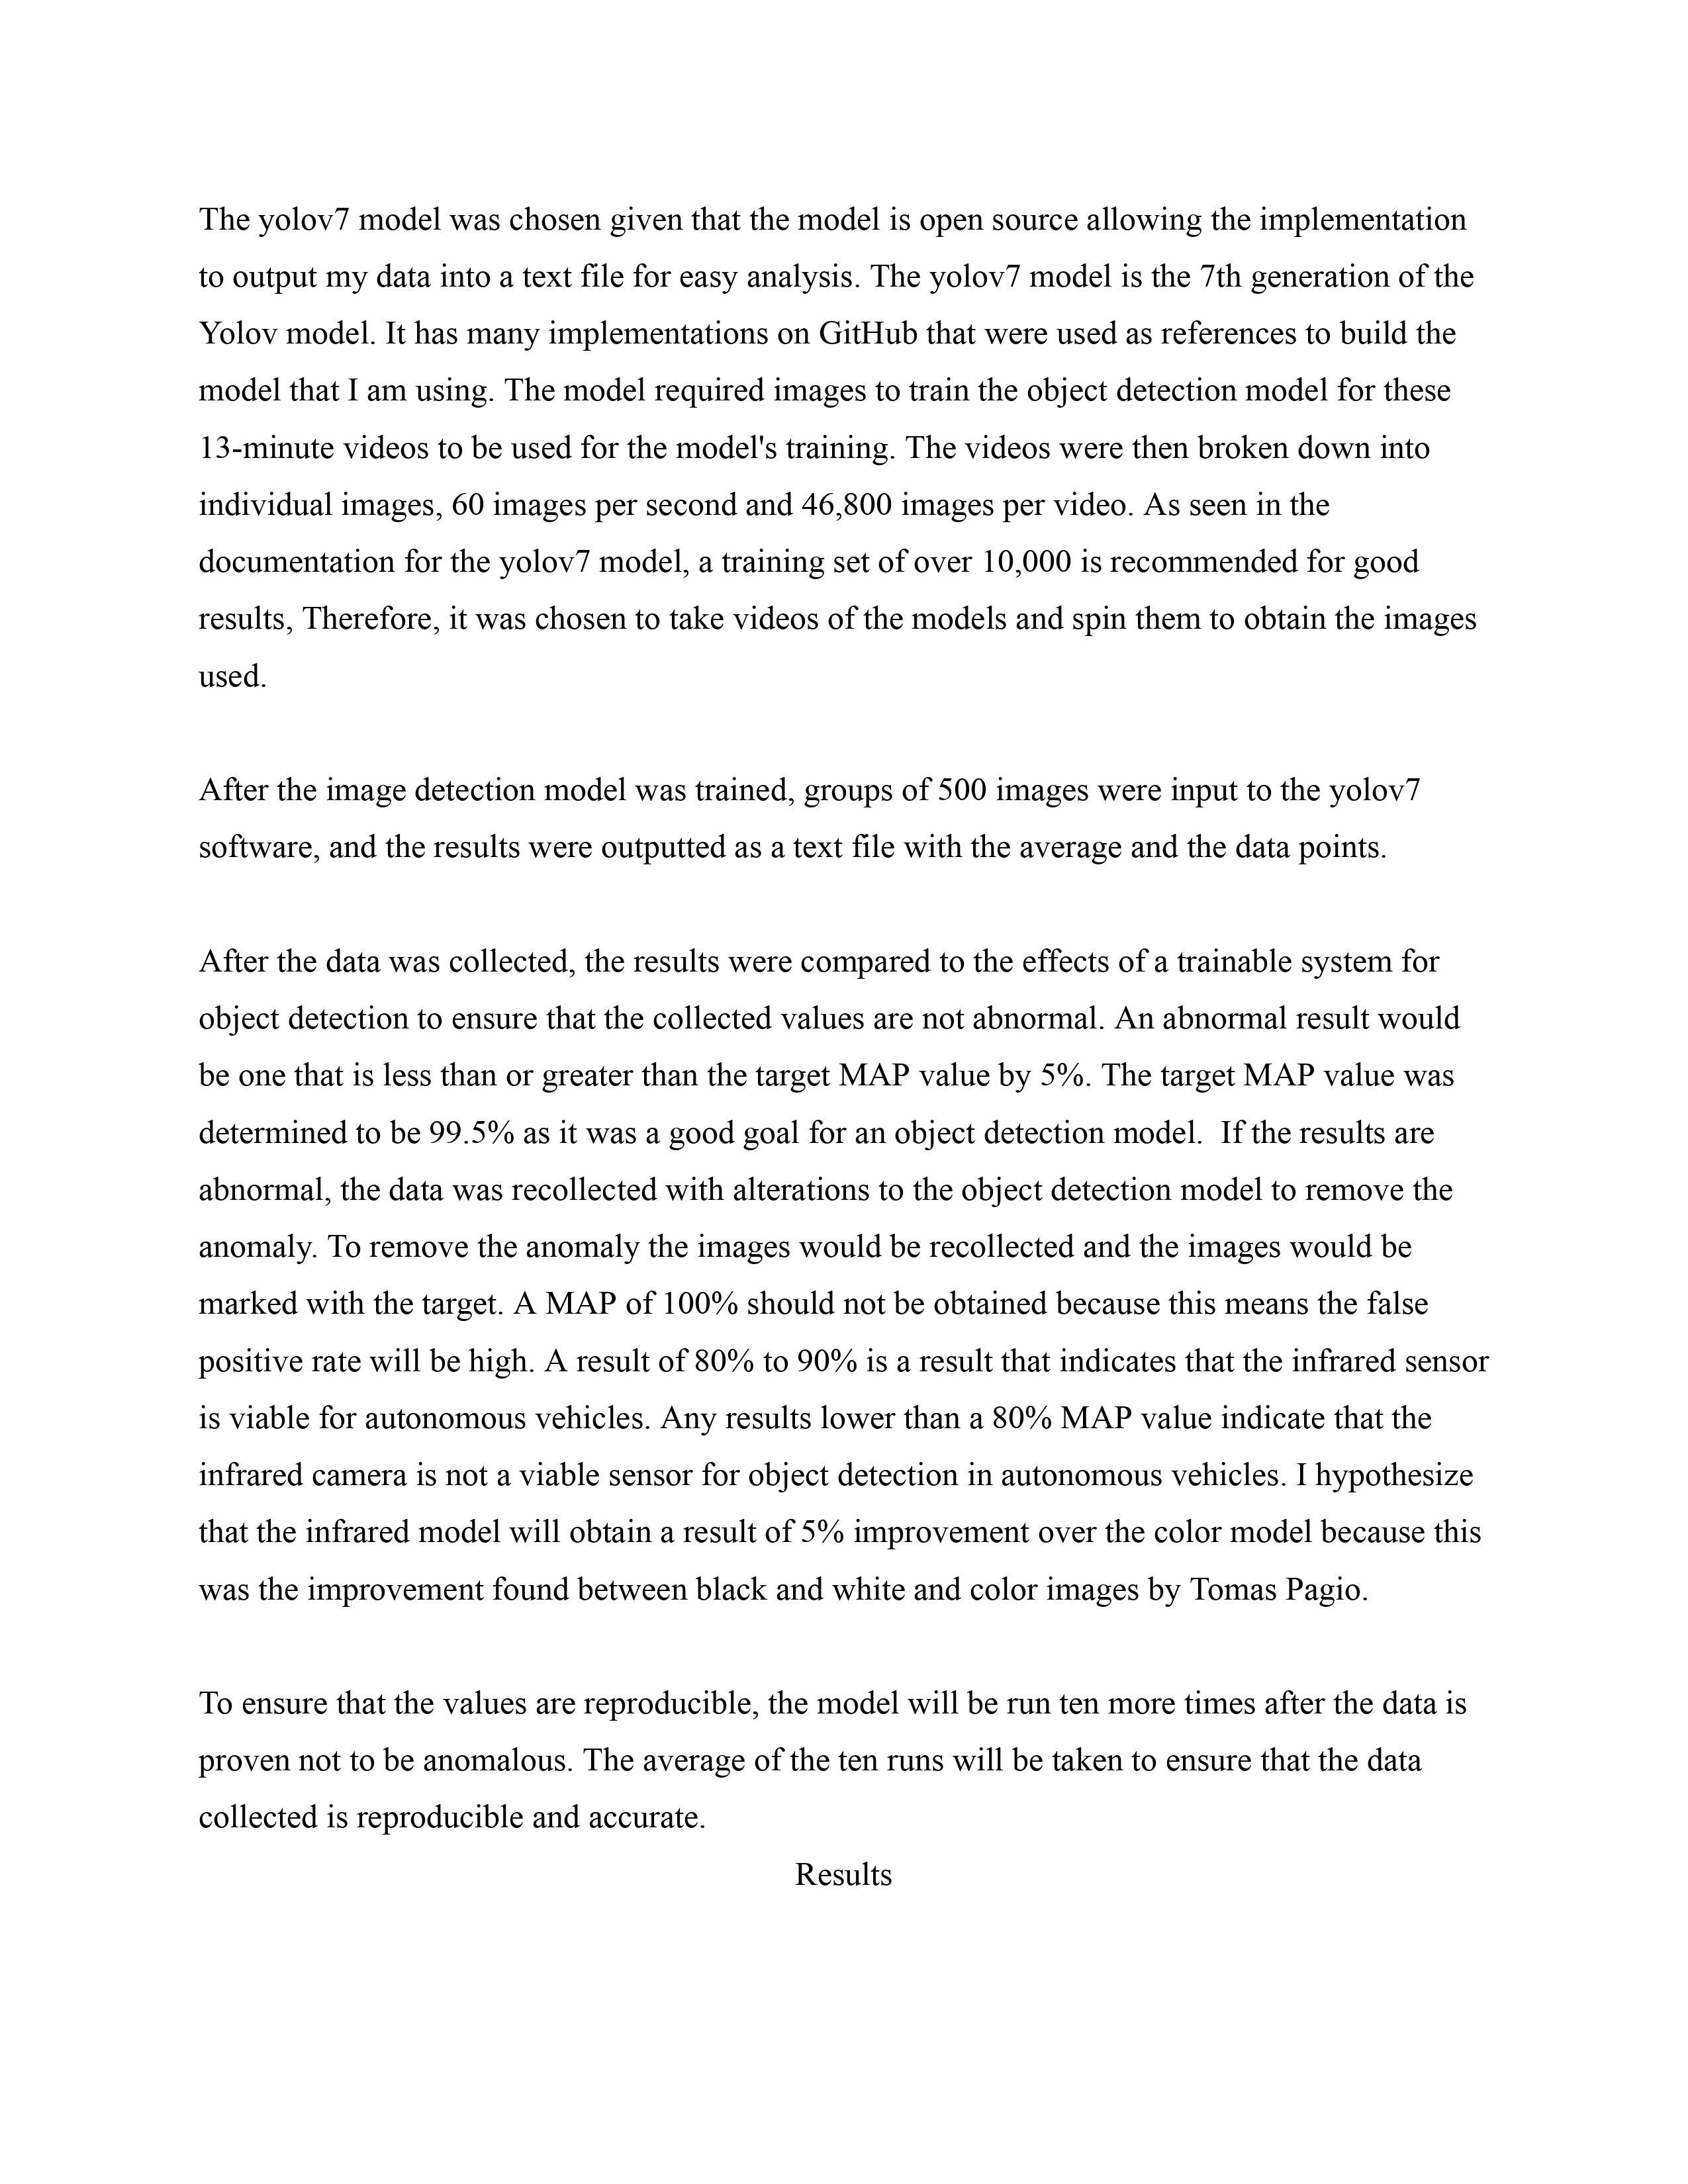 The yolov7 model was chosen given that the model is open source allowing the implementation
to output my data into a text file for easy analysis. The yolov7 model is the 7th generation of the
Yolov model. It has many implementations on GitHub that were used as references to build the
model that I am using. The model required images to train the object detection model for these
13-minute videos to be used for the model's training. The videos were then broken down into
individual images, 60 images per second and 46,800 images per video. As seen in the
documentation for the yolov7 model, a training set of over 10,000 is recommended for good
results, Therefore, it was chosen to take videos of the models and spin them to obtain the images
used.
After the image detection model was trained, groups of 500 images were input to the yolov7
software, and the results were outputted as a text file with the average and the data points.
After the data was collected, the results were compared to the effects of a trainable system for
object detection to ensure that the collected values are not abnormal. An abnormal result would
be one that is less than or greater than the target MAP value by 5%. The target MAP value was
determined to be 99.5% as it was a good goal for an object detection model.  If the results are
abnormal, the data was recollected with alterations to the object detection model to remove the
anomaly. To remove the anomaly the images would be recollected and the images would be
marked with the target. A MAP of 100% should not be obtained because this means the false
positive rate will be high. A result of 80% to 90% is a result that indicates that the infrared sensor
is viable for autonomous vehicles. Any results lower than a 80% MAP value indicate that the
infrared camera is not a viable sensor for object detection in autonomous vehicles. I hypothesize
that the infrared model will obtain a result of 5% improvement over the color model because this
was the improvement found between black and white and color images by Tomas Pagio.
To ensure that the values are reproducible, the model will be run ten more times after the data is
proven not to be anomalous. The average of the ten runs will be taken to ensure that the data
collected is reproducible and accurate.
Results